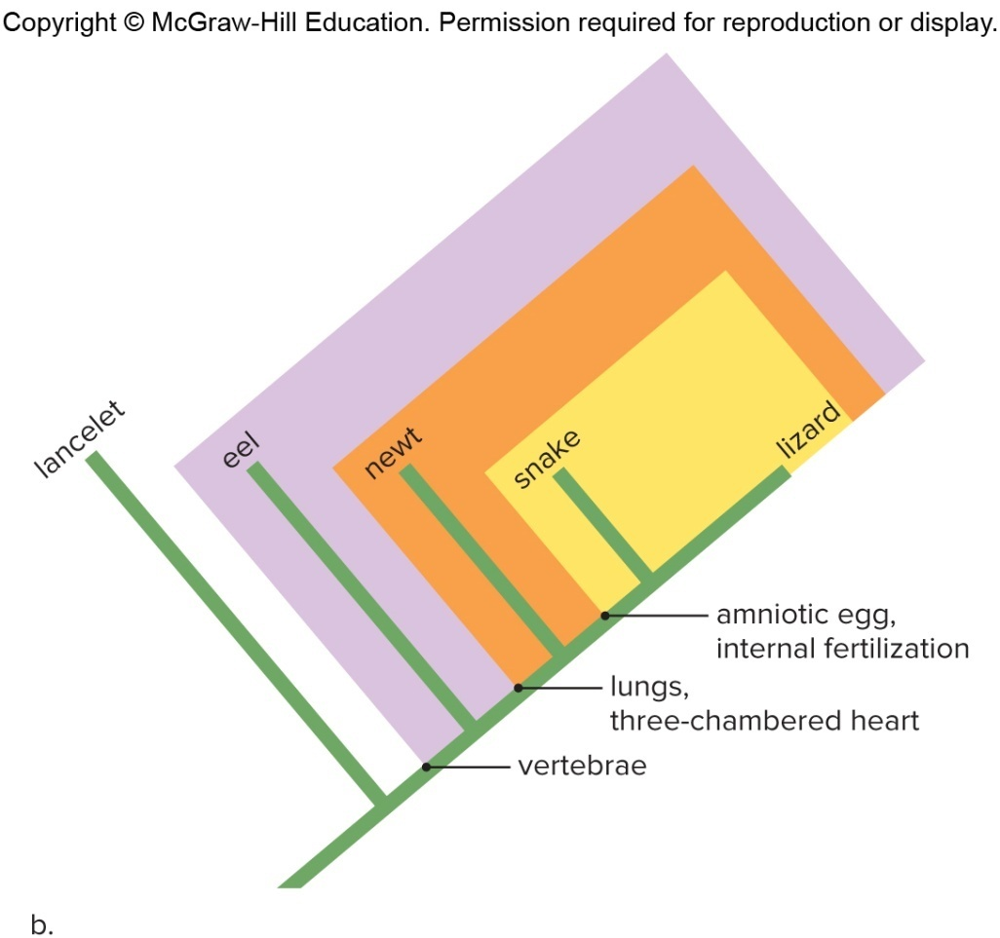 Copyright © McGraw-Hill Education. Permission required for reproduction or display.
lancelet
eel
newt
snake
lizard
amniotic egg,
internal fertilization
lungs,
three-chambered heart
vertebrae
b.